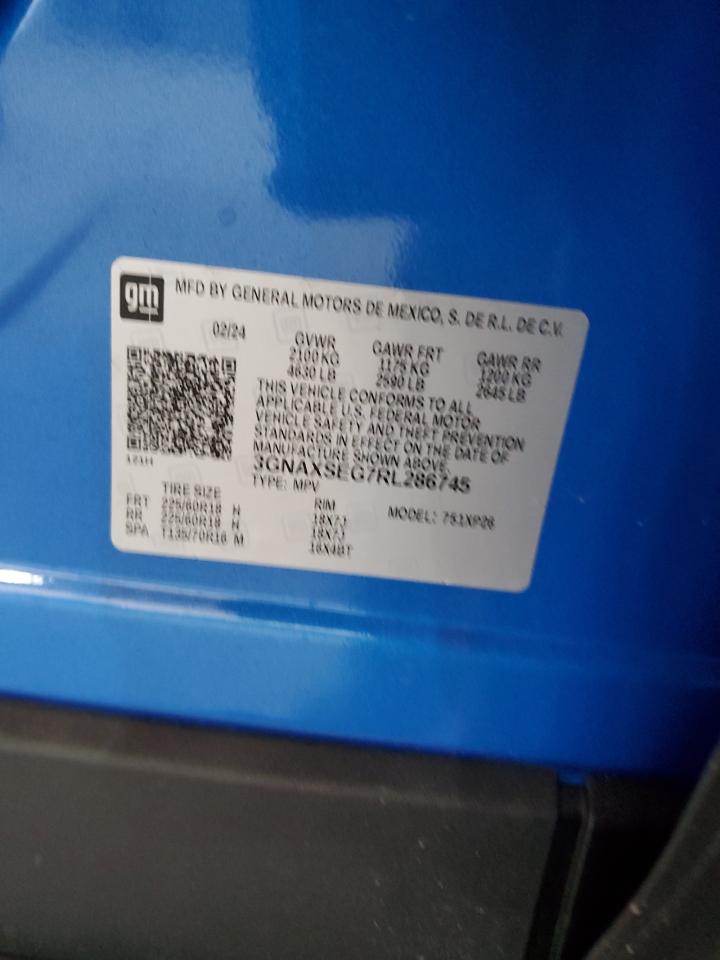 gm
MFD BY GENERAL MOTORS DE MEXICO, S. DE R.L. DE C.V.
02/24
GVWR
2100 KG
4630 LB
GAWR FRT
1175 KG
2590 LB
GAWR RR
1200 KG
2645 LB
THIS VEHICLE CONFORMS TO ALL
APPLICABLE U.S. FEDERAL MOTOR
VEHICLE SAFETY AND THEFT PREVENTION
STANDARDS IN EFFECT ON THE DATE OF
MANUFACTURE SHOWN ABOVE.
3GNAXSEG7RL286745
TYPE: MPV
TIRE SIZE
FRT 225/60R18 H
RR 225/60R18 H
SPA T135/70R16 M
RIM
18X7J
18X7J
16X4BT
MODEL: 751XP26